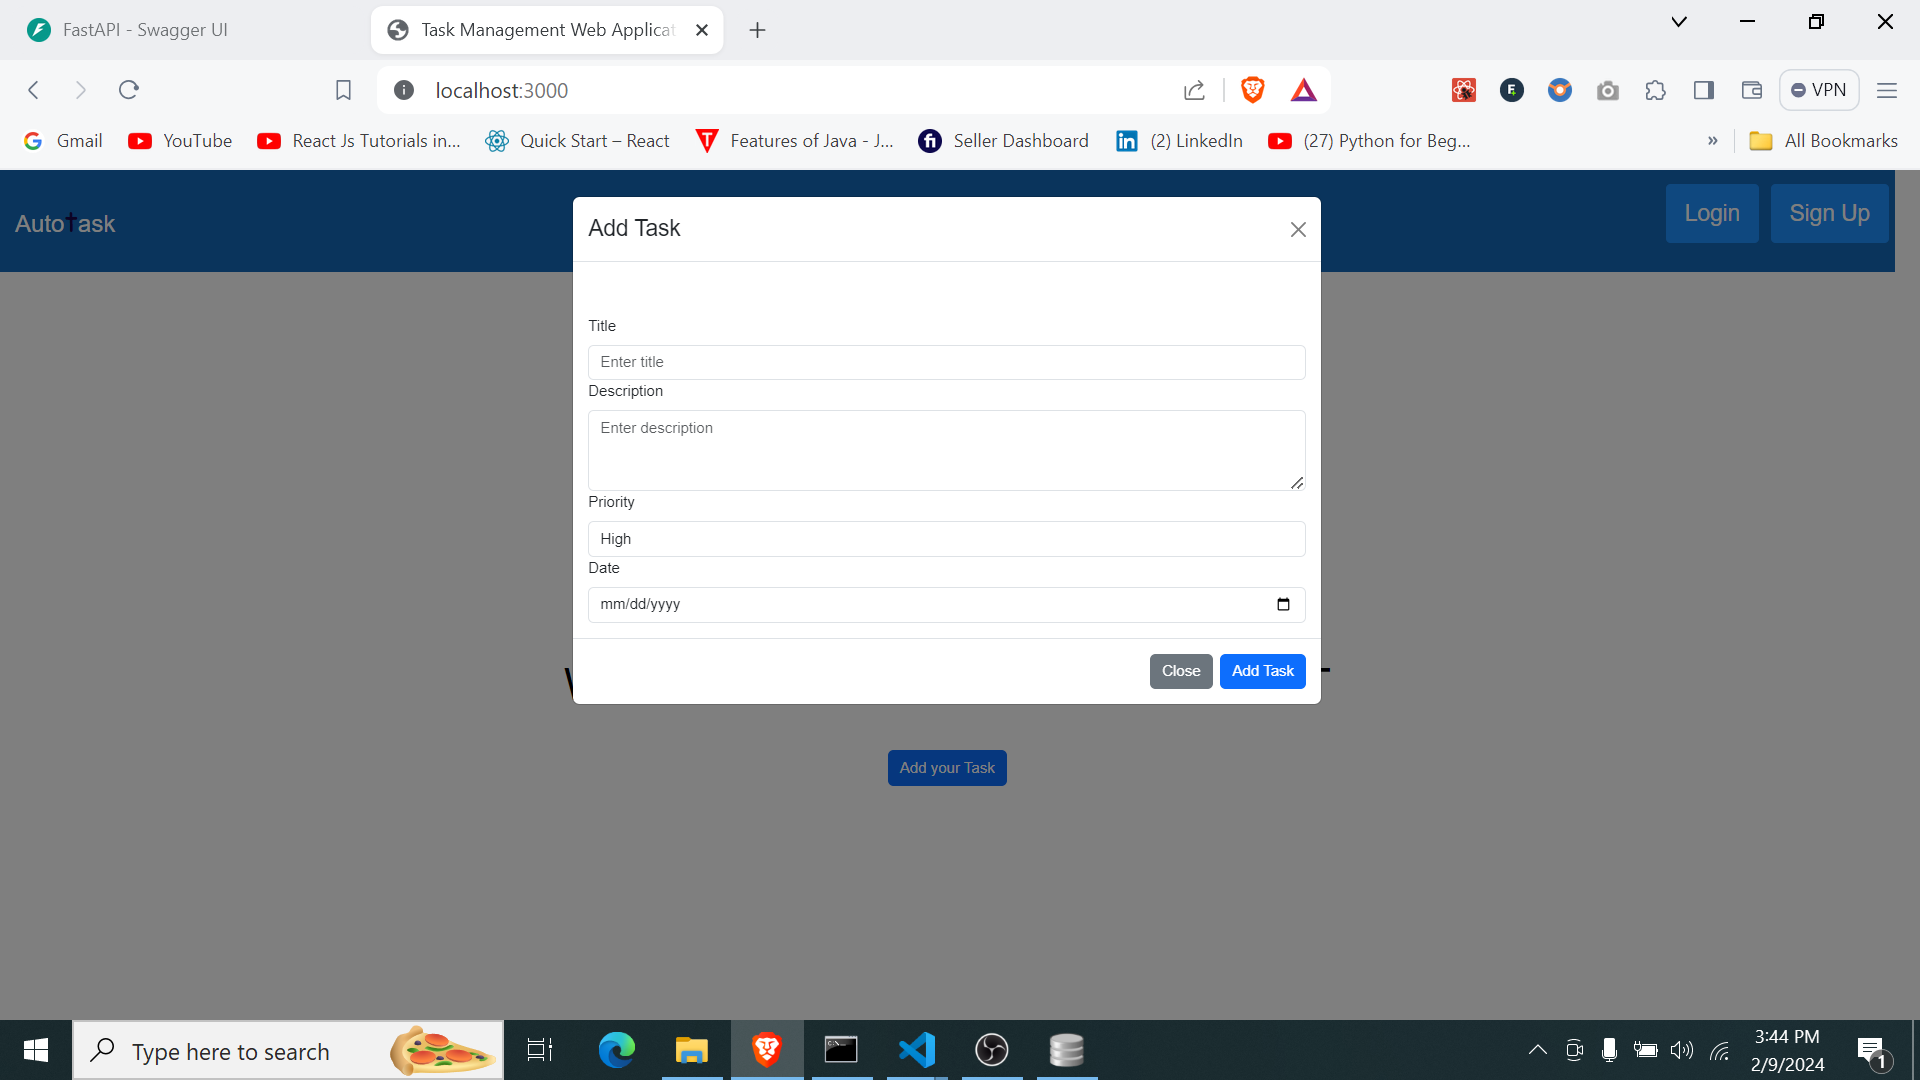 FastAPI - Swagger UI
Task Management Web Applicat
localhost:3000
VPN
Gmail
YouTube
React Js Tutorials in...
Quick Start – React
Features of Java - J...
Seller Dashboard
(2) LinkedIn
(27) Python for Beg...
»
All Bookmarks
Auto†ask
Login
Sign Up
Add Task
Title
Enter title
Description
Enter description
Priority
High
Date
mm/dd/yyyy
Close
Add Task
Add your Task
Type here to search
3:44 PM
2/9/2024
1